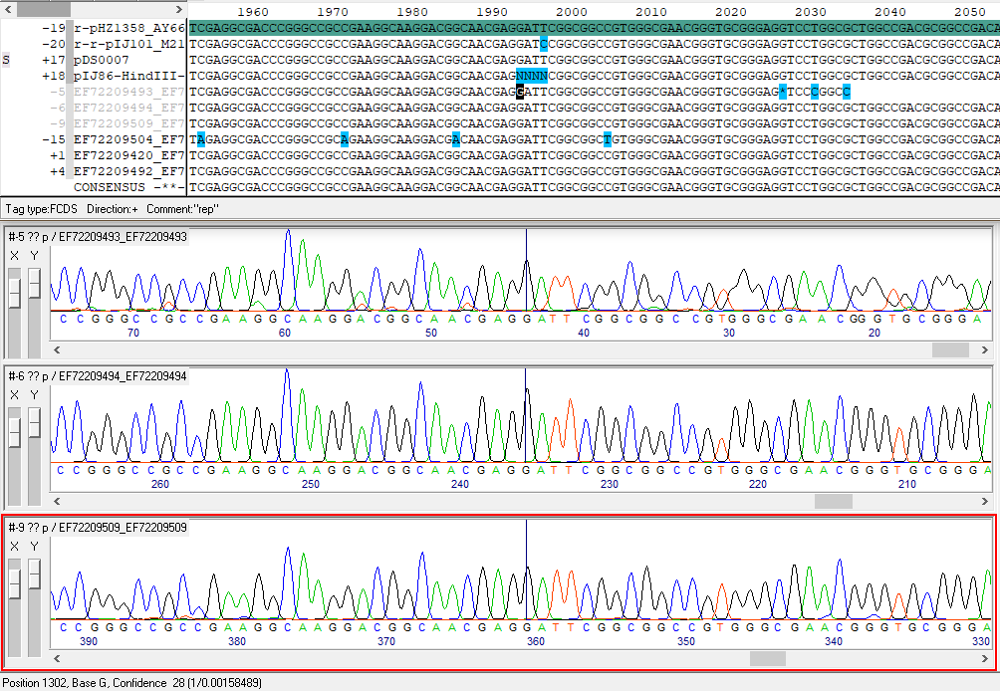 1960 1970 1980 1990 2000 2010 2020 2030 2040 2050
-19 r-pHZ1358_AY66 TCGAGGCGACCCGGGCCGCCGAAGGCAAGGACGGCAACGAGGATTCGGCGGCCGTGGGCGAACGGGTGCGGGAGGTCCTGGCGCTGGCCGACGCGGCCGACA
-20 r-r-pIJ101_M21 TCGAGGCGACCCGGGCCGCCGAAGGCAAGGACGGCAACGAGGATCCGGCGGCCGTGGGCGAACGGGTGCGGGAGGTCCTGGCGCTGGCCGACGCGGCCGACA
S +17 pDS0007 TCGAGGCGACCCGGGCCGCCGAAGGCAAGGACGGCAACGAGGATTCGGCGGCCGTGGGCGAACGGGTGCGGGAGGTCCTGGCGCTGGCCGACGCGGCCGACA
+18 pIJ86-HindIII- TCGAGGCGACCCGGGCCGCCGAAGGCAAGGACGGCAACGAGNNNNCGGCGGCCGTGGGCGAACGGGTGCGGGAGGTCCTGGCGCTGGCCGACGCGGCCGACA
-5 EF72209493_EF7 TCGAGGCGACCCGGGCCGCCGAAGGCAAGGACGGCAACGAGGATTCGGCGGCCGTGGGCGAACGGGTGCGGGAG*TCCCGGCC
-6 EF72209494_EF7 TCGAGGCGACCCGGGCCGCCGAAGGCAAGGACGGCAACGAGGATTCGGCGGCCGTGGGCGAACGGGTGCGGGAGGTCCTGGCGCTGGCCGACGCGGCCGACA
-9 EF72209509_EF7 TCGAGGCGACCCGGGCCGCCGAAGGCAAGGACGGCAACGAGGATTCGGCGGCCGTGGGCGAACGGGTGCGGGAGGTCCTGGCGCTGGCCGACGCGGCCGACA
-15 EF72209504_EF7 TAGAGGCGACCCGGGCCGCAGAAGGCAAGGACGACAACGAGGATTCGGCGGCTGTGGGCGAACGGGTGCGGGAGGTCCTGGCGCTGGCCGACGCGGCCGACA
+1 EF72209420_EF7 TCGAGGCGACCCGGGCCGCCGAAGGCAAGGACGGCAACGAGGATTCGGCGGCCGTGGGCGAACGGGTGCGGGAGGTCCTGGCGCTGGCCGACGCGGCCGACA
+4 EF72209492_EF7 TCGAGGCGACCCGGGCCGCCGAAGGCAAGGACGGCAACGAGGATTCGGCGGCCGTGGGCGAACGGGTGCGGGAGGTCCTGGCGCTGGCCGACGCGGCCGACA
CONSENSUS -**- TCGAGGCGACCCGGGCCGCCGAAGGCAAGGACGGCAACGAGGATTCGGCGGCCGTGGGCGAACGGGTGCGGGAGGTCCTGGCGCTGGCCGACGCGGCCGACA
Tag type:FCDS Direction:+ Comment:"rep"
#-5 ?? p / EF72209493_EF72209493
X Y
C C G G G C C G C C G A A G G C A A G G A C G G C A A C G A G G A T T C G G C G G C C G T G G G C G A A C G G G T G C G G G A
70 60 50 40 30 20
#-6 ?? p / EF72209494_EF72209494
X Y
C C G G G C C G C C G A A G G C A A G G A C G G C A A C G A G G A T T C G G C G G C C G T G G G C G A A C G G G T G C G G G A
260 250 240 230 220 210
#-9 ?? p / EF72209509_EF72209509
X Y
C C G G G C C G C C G A A G G C A A G G A C G G C A A C G A G G A T T C G G C G G C C G T G G G C G A A C G G G T G C G G G A
390 380 370 360 350 340 330
Position 1302, Base G, Confidence 28 (1/0.00158489)